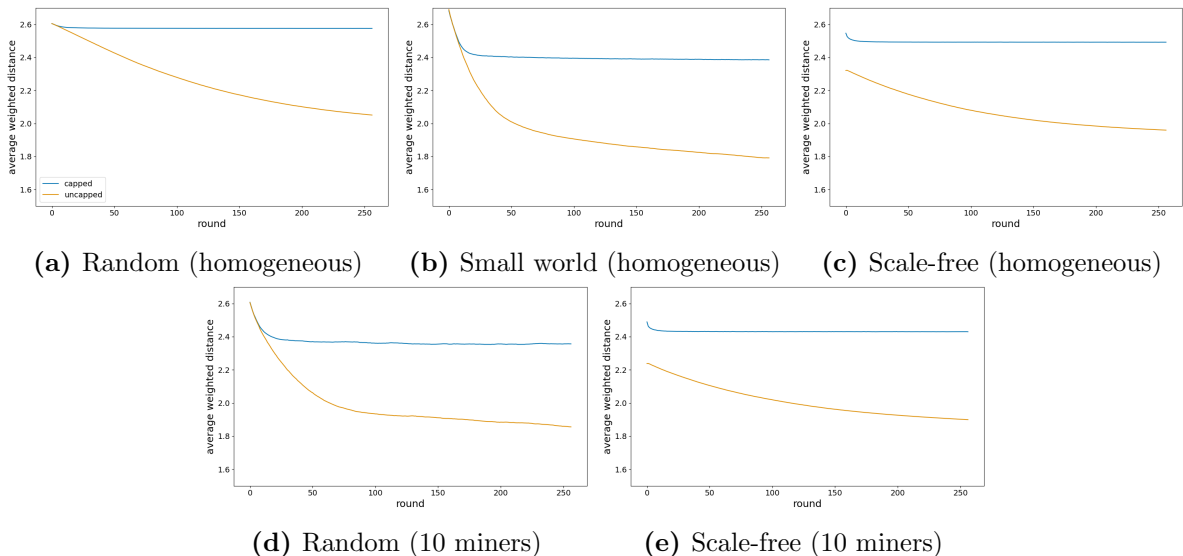 2.6
2.4
2.2
2.0
1.8
1.6
average weighted distance
capped
uncapped
0 50 100 150 200 250
round
2.6
2.4
2.2
2.0
1.8
1.6
average weighted distance
0 50 100 150 200 250
round
2.6
2.4
2.2
2.0
1.8
1.6
average weighted distance
0 50 100 150 200 250
round
(a) Random (homogeneous)
(b) Small world (homogeneous)
(c) Scale-free (homogeneous)
2.6
2.4
2.2
2.0
1.8
1.6
average weighted distance
0 50 100 150 200 250
round
2.6
2.4
2.2
2.0
1.8
1.6
average weighted distance
0 50 100 150 200 250
round
(d) Random (10 miners)
(e) Scale-free (10 miners)